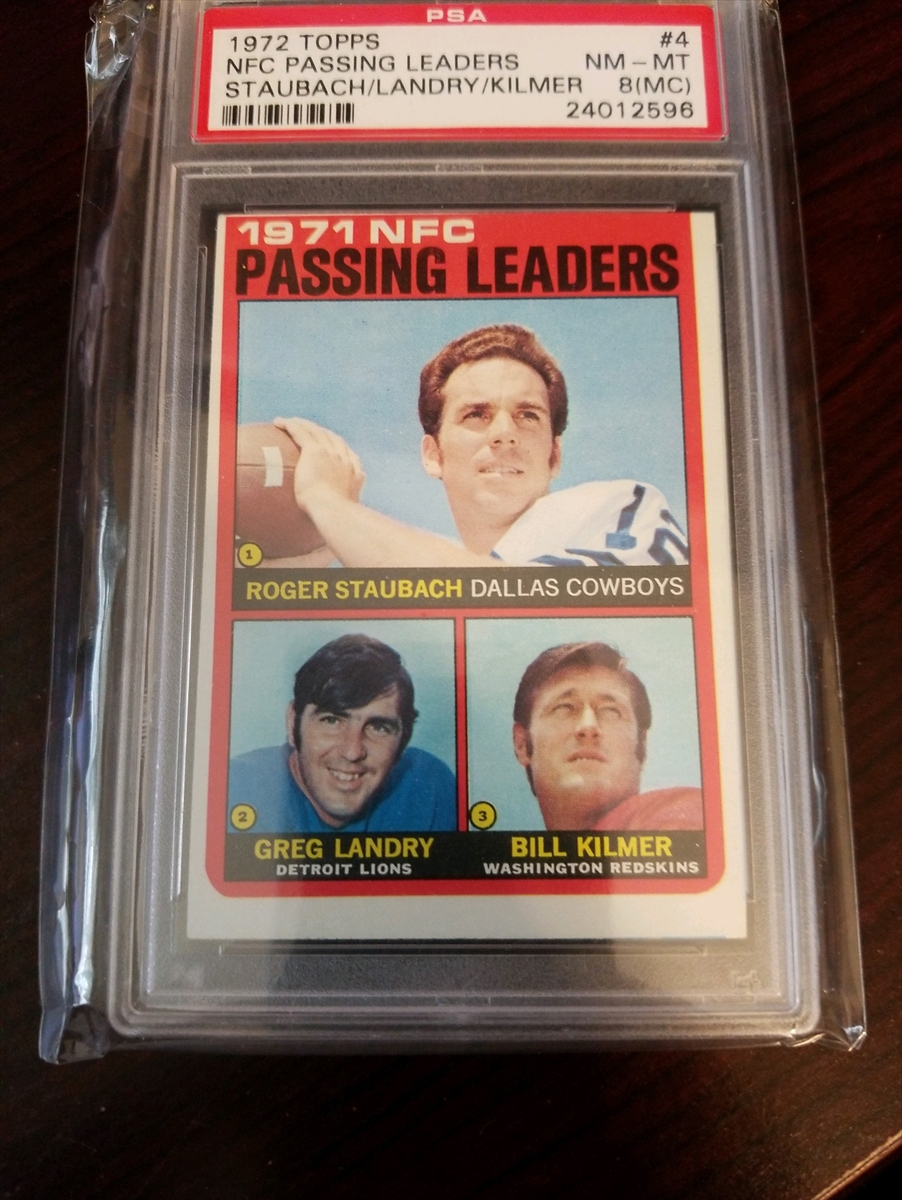 PSA
1972 TOPPS #4
NFC PASSING LEADERS NM - MT
STAUBACH/LANDRY/KILMER 8(MC)
24012596
1971 NFC
PASSING LEADERS
1
ROGER STAUBACH DALLAS COWBOYS
2
GREG LANDRY
DETROIT LIONS
3
BILL KILMER
WASHINGTON REDSKINS